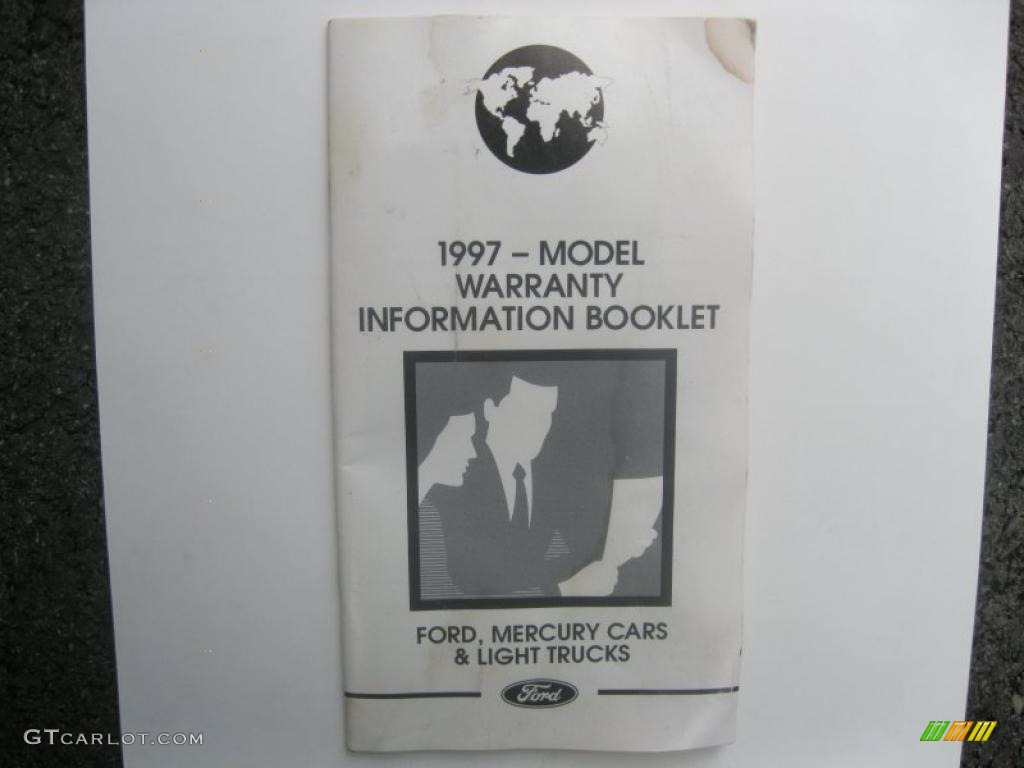 1997 – MODEL
WARRANTY
INFORMATION BOOKLET
FORD, MERCURY CARS
& LIGHT TRUCKS
Ford
GTCARLOT.COM